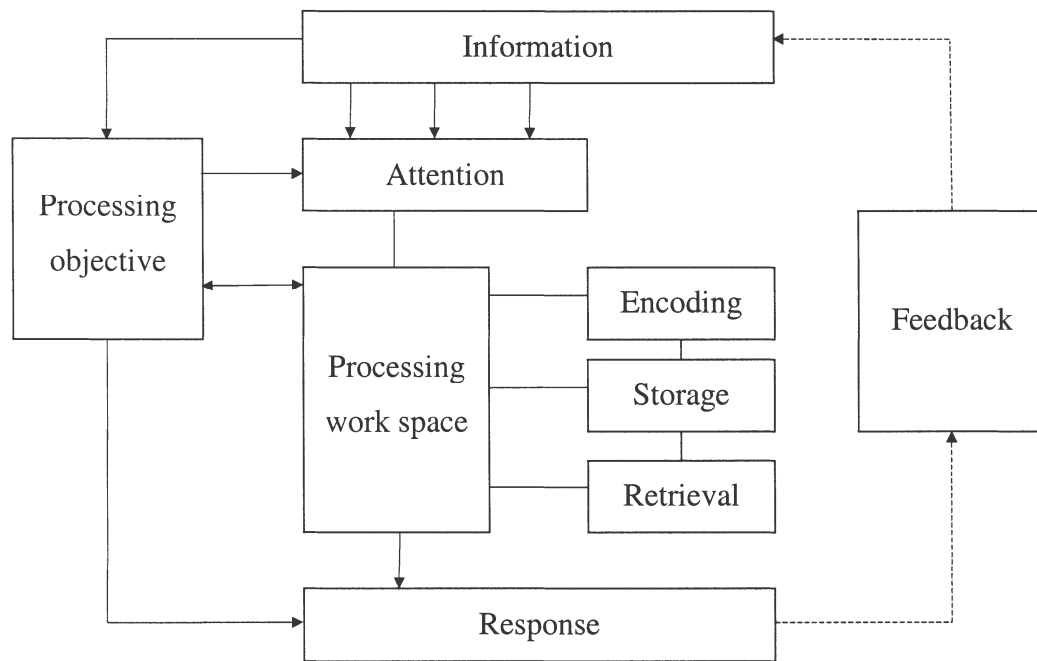 Information
Attention
Processing
objective
Processing
work space
Encoding
Storage
Retrieval
Feedback
Response